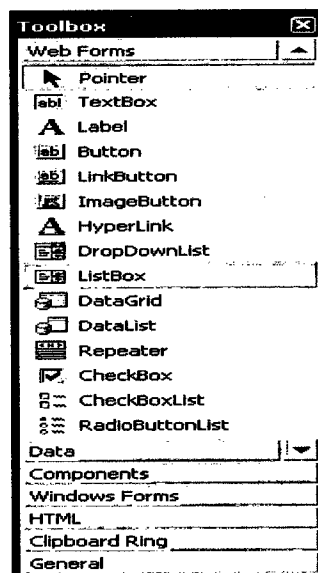 Toolbox
Web Forms
Pointer
TextBox
Label
Button
LinkButton
ImageButton
HyperLink
DropDownList
ListBox
DataGrid
DataList
Repeater
CheckBox
CheckBoxList
RadioButtonList
Data
Components
Windows Forms
HTML
Clipboard Ring
General